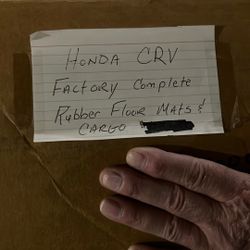 HONDA CRV
FACTORY Complete
Rubber Floor Mats &
CARGO